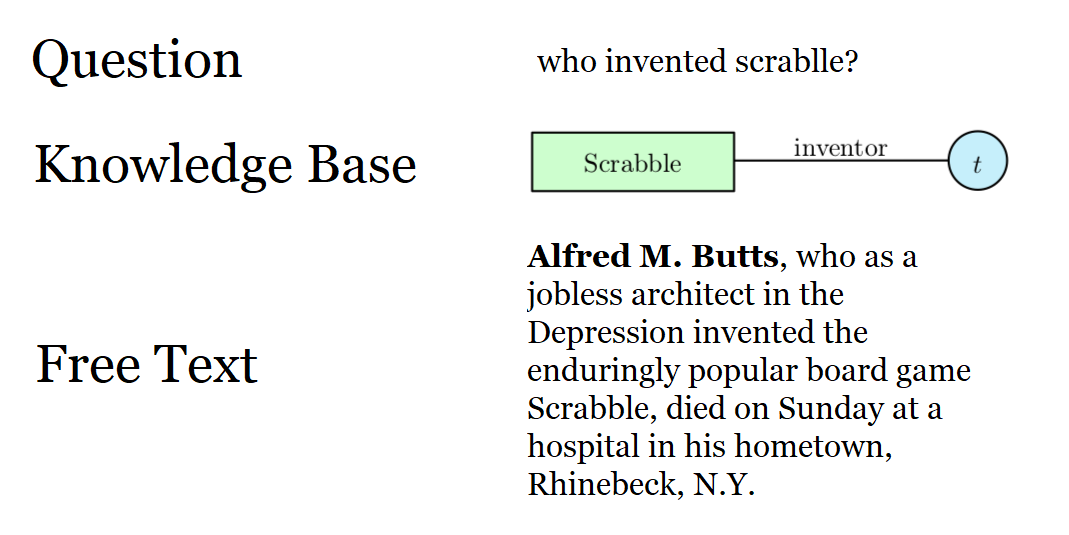 Question
who invented scrablle?
Knowledge Base
Scrabble
inventor
t
Free Text
Alfred M. Butts, who as a
jobless architect in the
Depression invented the
enduringly popular board game
Scrabble, died on Sunday at a
hospital in his hometown,
Rhinebeck, N.Y.